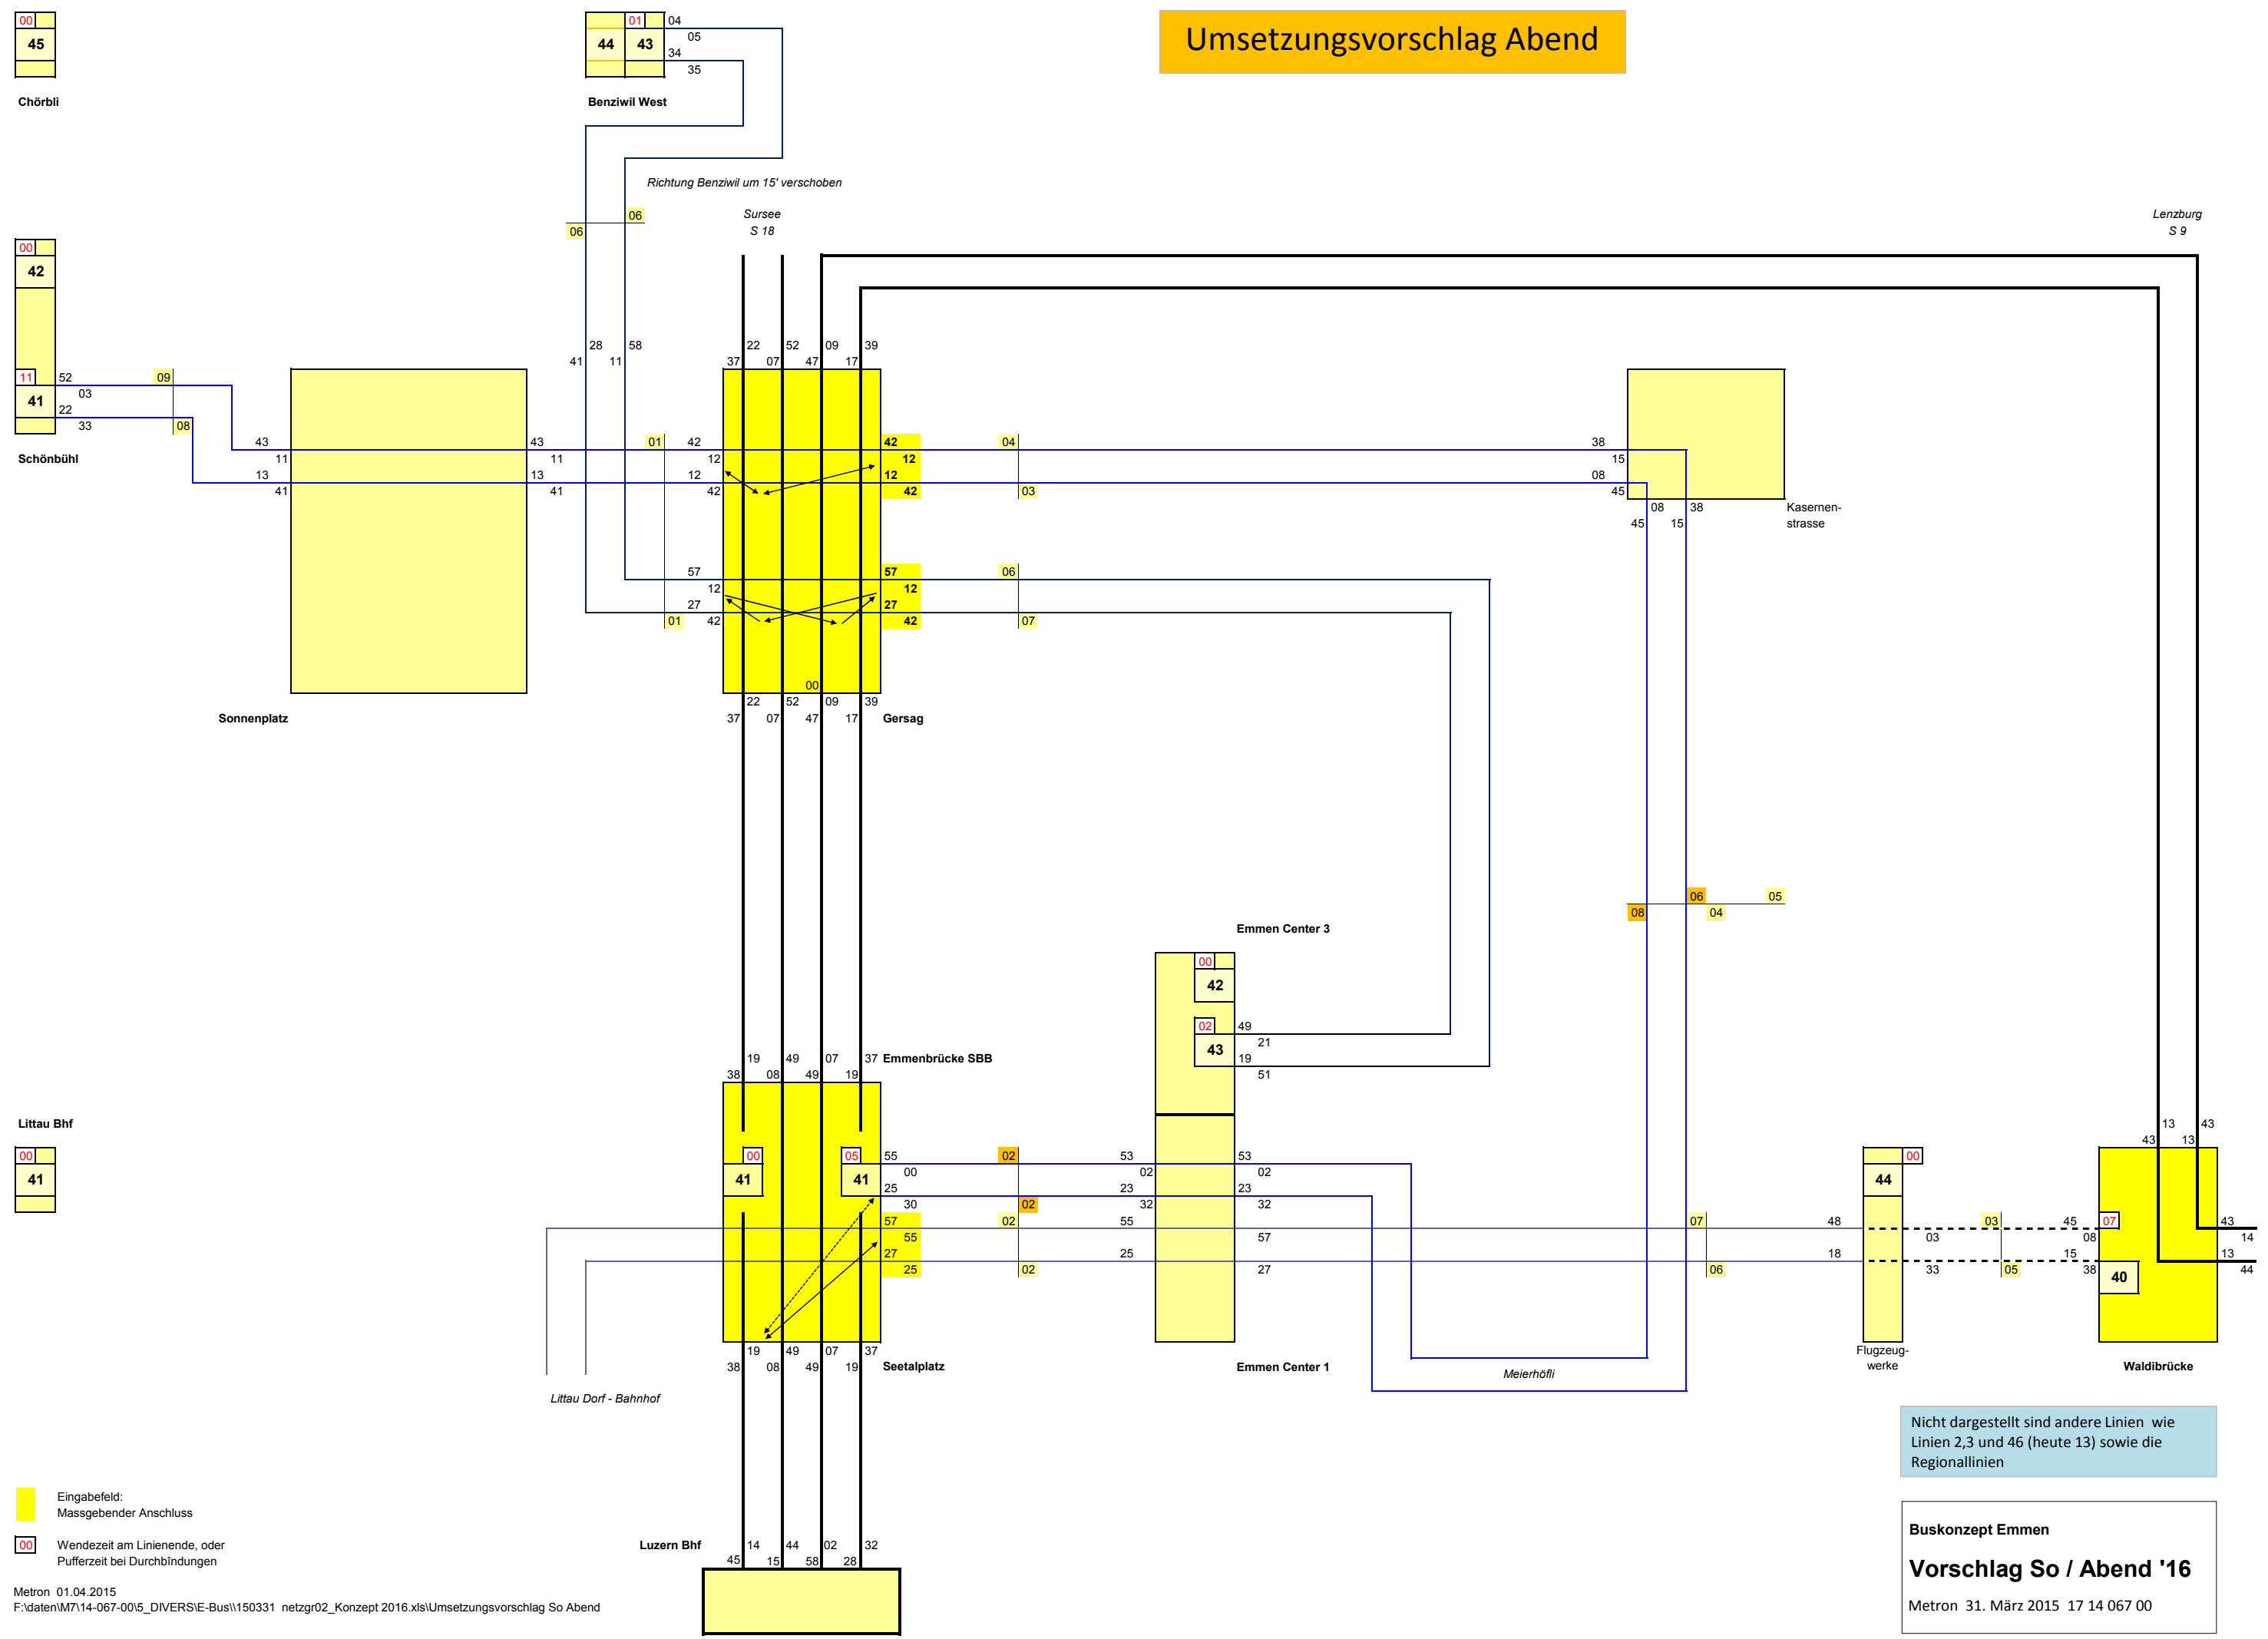 Umsetzungsvorschlag Abend
00
45
Chörbli
01 04
44 43 05
34
35
Benziwil West
Richtung Benziwil um 15' verschoben
06
06
Sursee
S 18
Lenzburg
S 9
00
42
11 52
03
41 22
33
Schönbühl
09
08
28 58
41 11
22 52 09 39
37 07 47 17
43 43 01 42 42 04 38
11 11 12 12 15
13 13 12 12 08
41 41 42 42 03 45
08 38
45 15
Kasernen-
strasse
57 57 06
12 12
27 27
01 42 42 07
00
22 52 09 39
37 07 47 17
Sonnenplatz
Gersag
06 05
08 04
Emmen Center 3
00
42
02 49
21
43 19
51
19 49 07 37 Emmenbrücke SBB
38 08 49 19
Littau Bhf
00
41
00 05 55 02 53 53
00 02 02
41 41 25 23 23
30 02 32 32
57 02 55 07 48 03 45 07 43
55 57 03 08 14
27 25 18 15 13
25 02 27 06 33 05 38 40 44
00
44
13 43
43 13
19 49 07 37
38 08 49 19
Seetalplatz
Emmen Center 1
Meierhöfli
Flugzeug-
werke
Waldibrücke
Littau Dorf - Bahnhof
Nicht dargestellt sind andere Linien wie
Linien 2,3 und 46 (heute 13) sowie die
Regionallinien
Eingabefeld:
Massgebender Anschluss
00 Wendezeit am Linienende, oder
Pufferzeit bei Durchbîndungen
Luzern Bhf
14 44 02 32
45 15 58 28
Metron 01.04.2015
F:\daten\M7\14-067-00\5_DIVERS\E-Bus\\150331 netzgr02_Konzept 2016.xls\Umsetzungsvorschlag So Abend
Buskonzept Emmen
Vorschlag So / Abend '16
Metron 31. März 2015 17 14 067 00